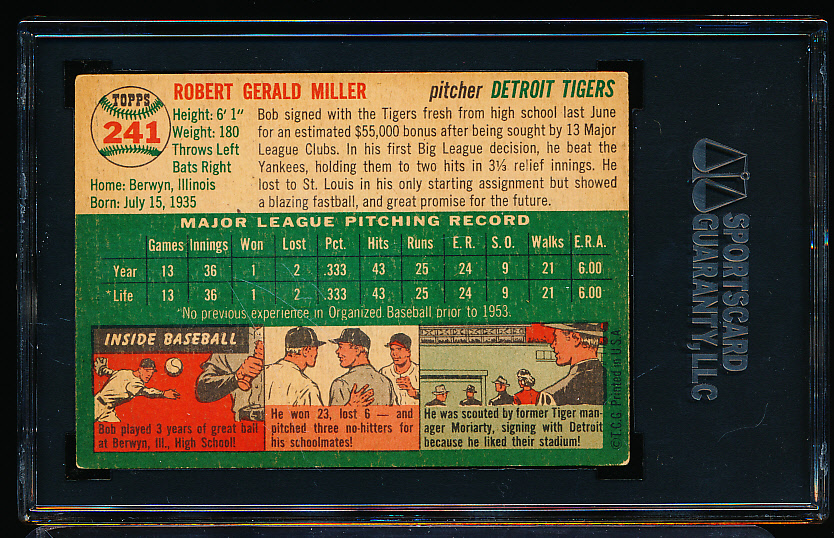 TOPPS
241
ROBERT GERALD MILLER pitcher DETROIT TIGERS
Height: 6' 1"
Weight: 180
Throws Left
Bats Right
Home: Berwyn, Illinois
Born: July 15, 1935
Bob signed with the Tigers fresh from high school last June
for an estimated $55,000 bonus after being sought by 13 Major
League Clubs. In his first Big League decision, he beat the
Yankees, holding them to two hits in 3⅓ relief innings. He
lost to St. Louis in his only starting assignment but showed
a blazing fastball, and great promise for the future.
MAJOR LEAGUE PITCHING RECORD
Games Innings Won Lost Pct. Hits Runs E. R. S. O. Walks E.R.A.
Year 13 36 1 2 .333 43 25 24 9 21 6.00
*Life 13 36 1 2 .333 43 25 24 9 21 6.00
*No previous experience in Organized Baseball prior to 1953.
INSIDE BASEBALL
Bob played 3 years of great ball
at Berwyn, Ill., High School!
He won 23, lost 6 — and
pitched three no-hitters for
his schoolmates!
He was scouted by former Tiger man-
ager Moriarty, signing with Detroit
because he liked their stadium!
©T.C.G. Printed in U.S.A.
SPORTSCARD
GUARANTY, LLC